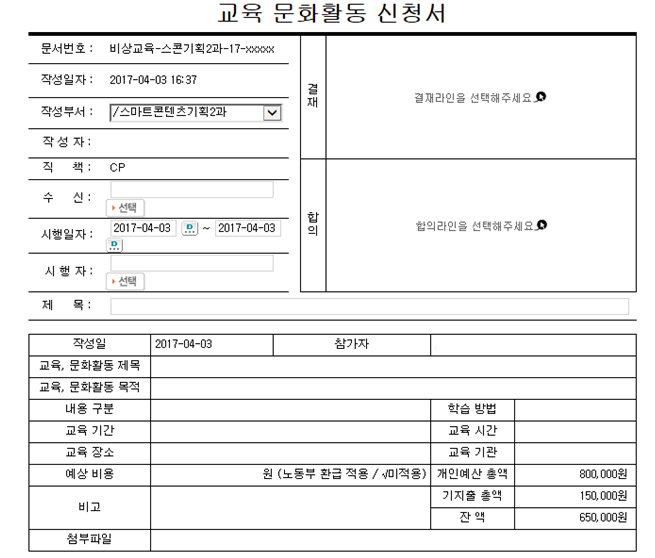 교육 문화활동 신청서
문서번호 : 비상교육-스콘기획2과-17-xxxxx
작성일자 : 2017-04-03 16:37
작성부서 : /스마트콘텐츠기획2과
작 성 자 :
직 책 : CP
수 신 :
선택
시행일자 : 2017-04-03 ~ 2017-04-03
시 행 자 :
선택
제 목 :
결재
결재라인을 선택해주세요
합의
합의라인을 선택해주세요
작성일 2017-04-03 참가자
교육, 문화활동 제목
교육, 문화활동 목적
내용 구분 학습 방법
교육 기간 교육 시간
교육 장소 교육 기관
예상 비용 원 (노동부 환급 적용 / √미적용) 개인예산 총액 800,000원
비고 기지출 총액 150,000원
잔 액 650,000원
첨부파일